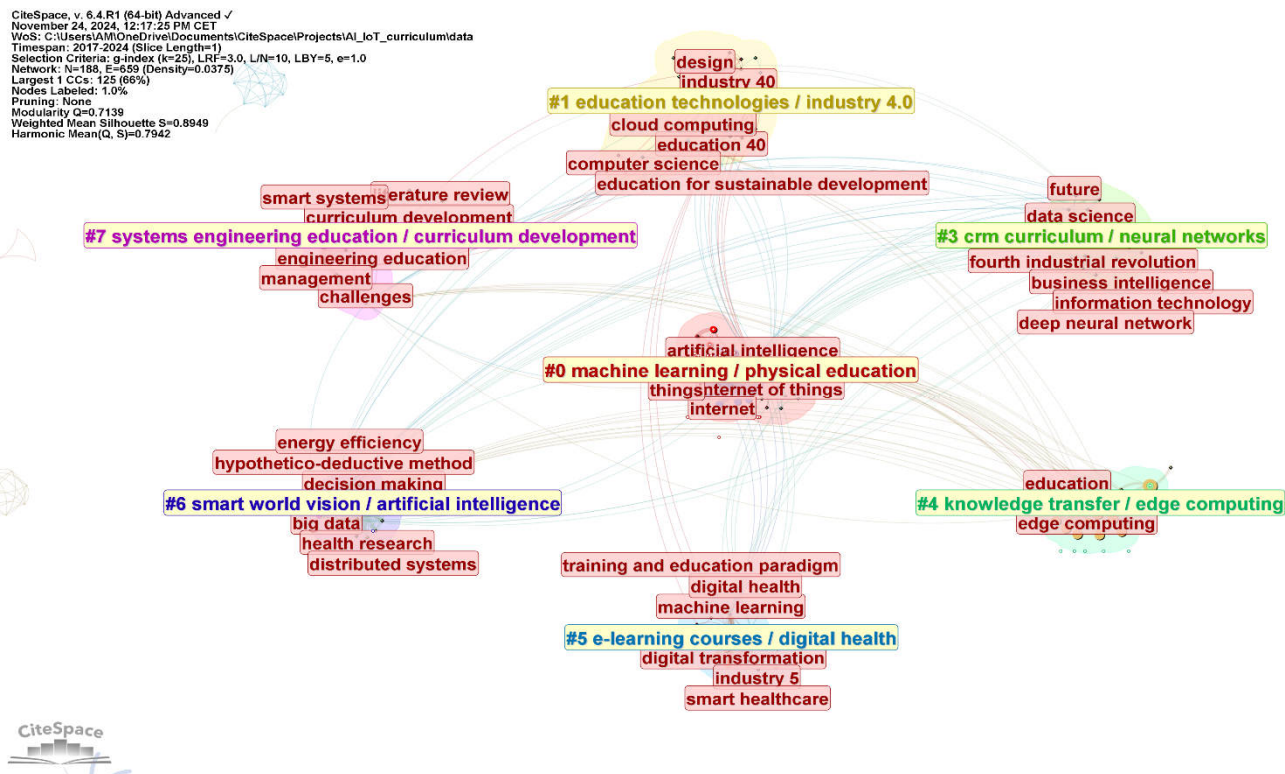 CiteSpace, v. 6.4.R1 (64-bit) Advanced ✓
November 24, 2024, 12:17:25 PM CET
WoS: C:\Users\AM\OneDrive\Documents\CiteSpace\Projects\AI_IoT_curriculum\data
Timespan: 2017-2024 (Slice Length=1)
Selection Criteria: g-index (k=25), LRF=3.0, L/N=10, LBY=5, e=1.0
Network: N=188, E=659 (Density=0.0375)
Largest 1 CCs: 125 (66%)
Nodes Labeled: 1.0%
Pruning: None
Modularity Q=0.7139
Weighted Mean Silhouette S=0.8949
Harmonic Mean(Q, S)=0.7942
design
industry 40
#1 education technologies / industry 4.0
cloud computing
education 40
computer science
education for sustainable development
smart systems
literature review
curriculum development
#7 systems engineering education / curriculum development
engineering education
management
challenges
future
data science
#3 crm curriculum / neural networks
fourth industrial revolution
business intelligence
information technology
deep neural network
artificial intelligence
#0 machine learning / physical education
things
internet of things
internet
energy efficiency
hypothetico-deductive method
decision making
#6 smart world vision / artificial intelligence
big data
health research
distributed systems
education
#4 knowledge transfer / edge computing
edge computing
training and education paradigm
digital health
machine learning
#5 e-learning courses / digital health
digital transformation
industry 5
smart healthcare
CiteSpace